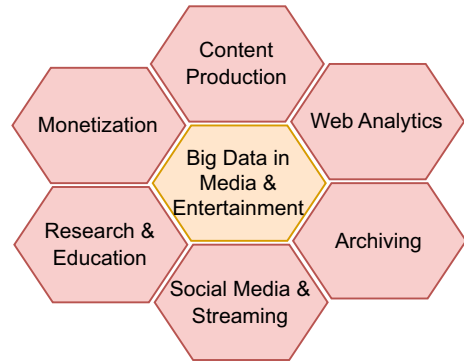 Content
Production
Monetization
Web Analytics
Big Data in
Media &
Entertainment
Research &
Education
Archiving
Social Media &
Streaming